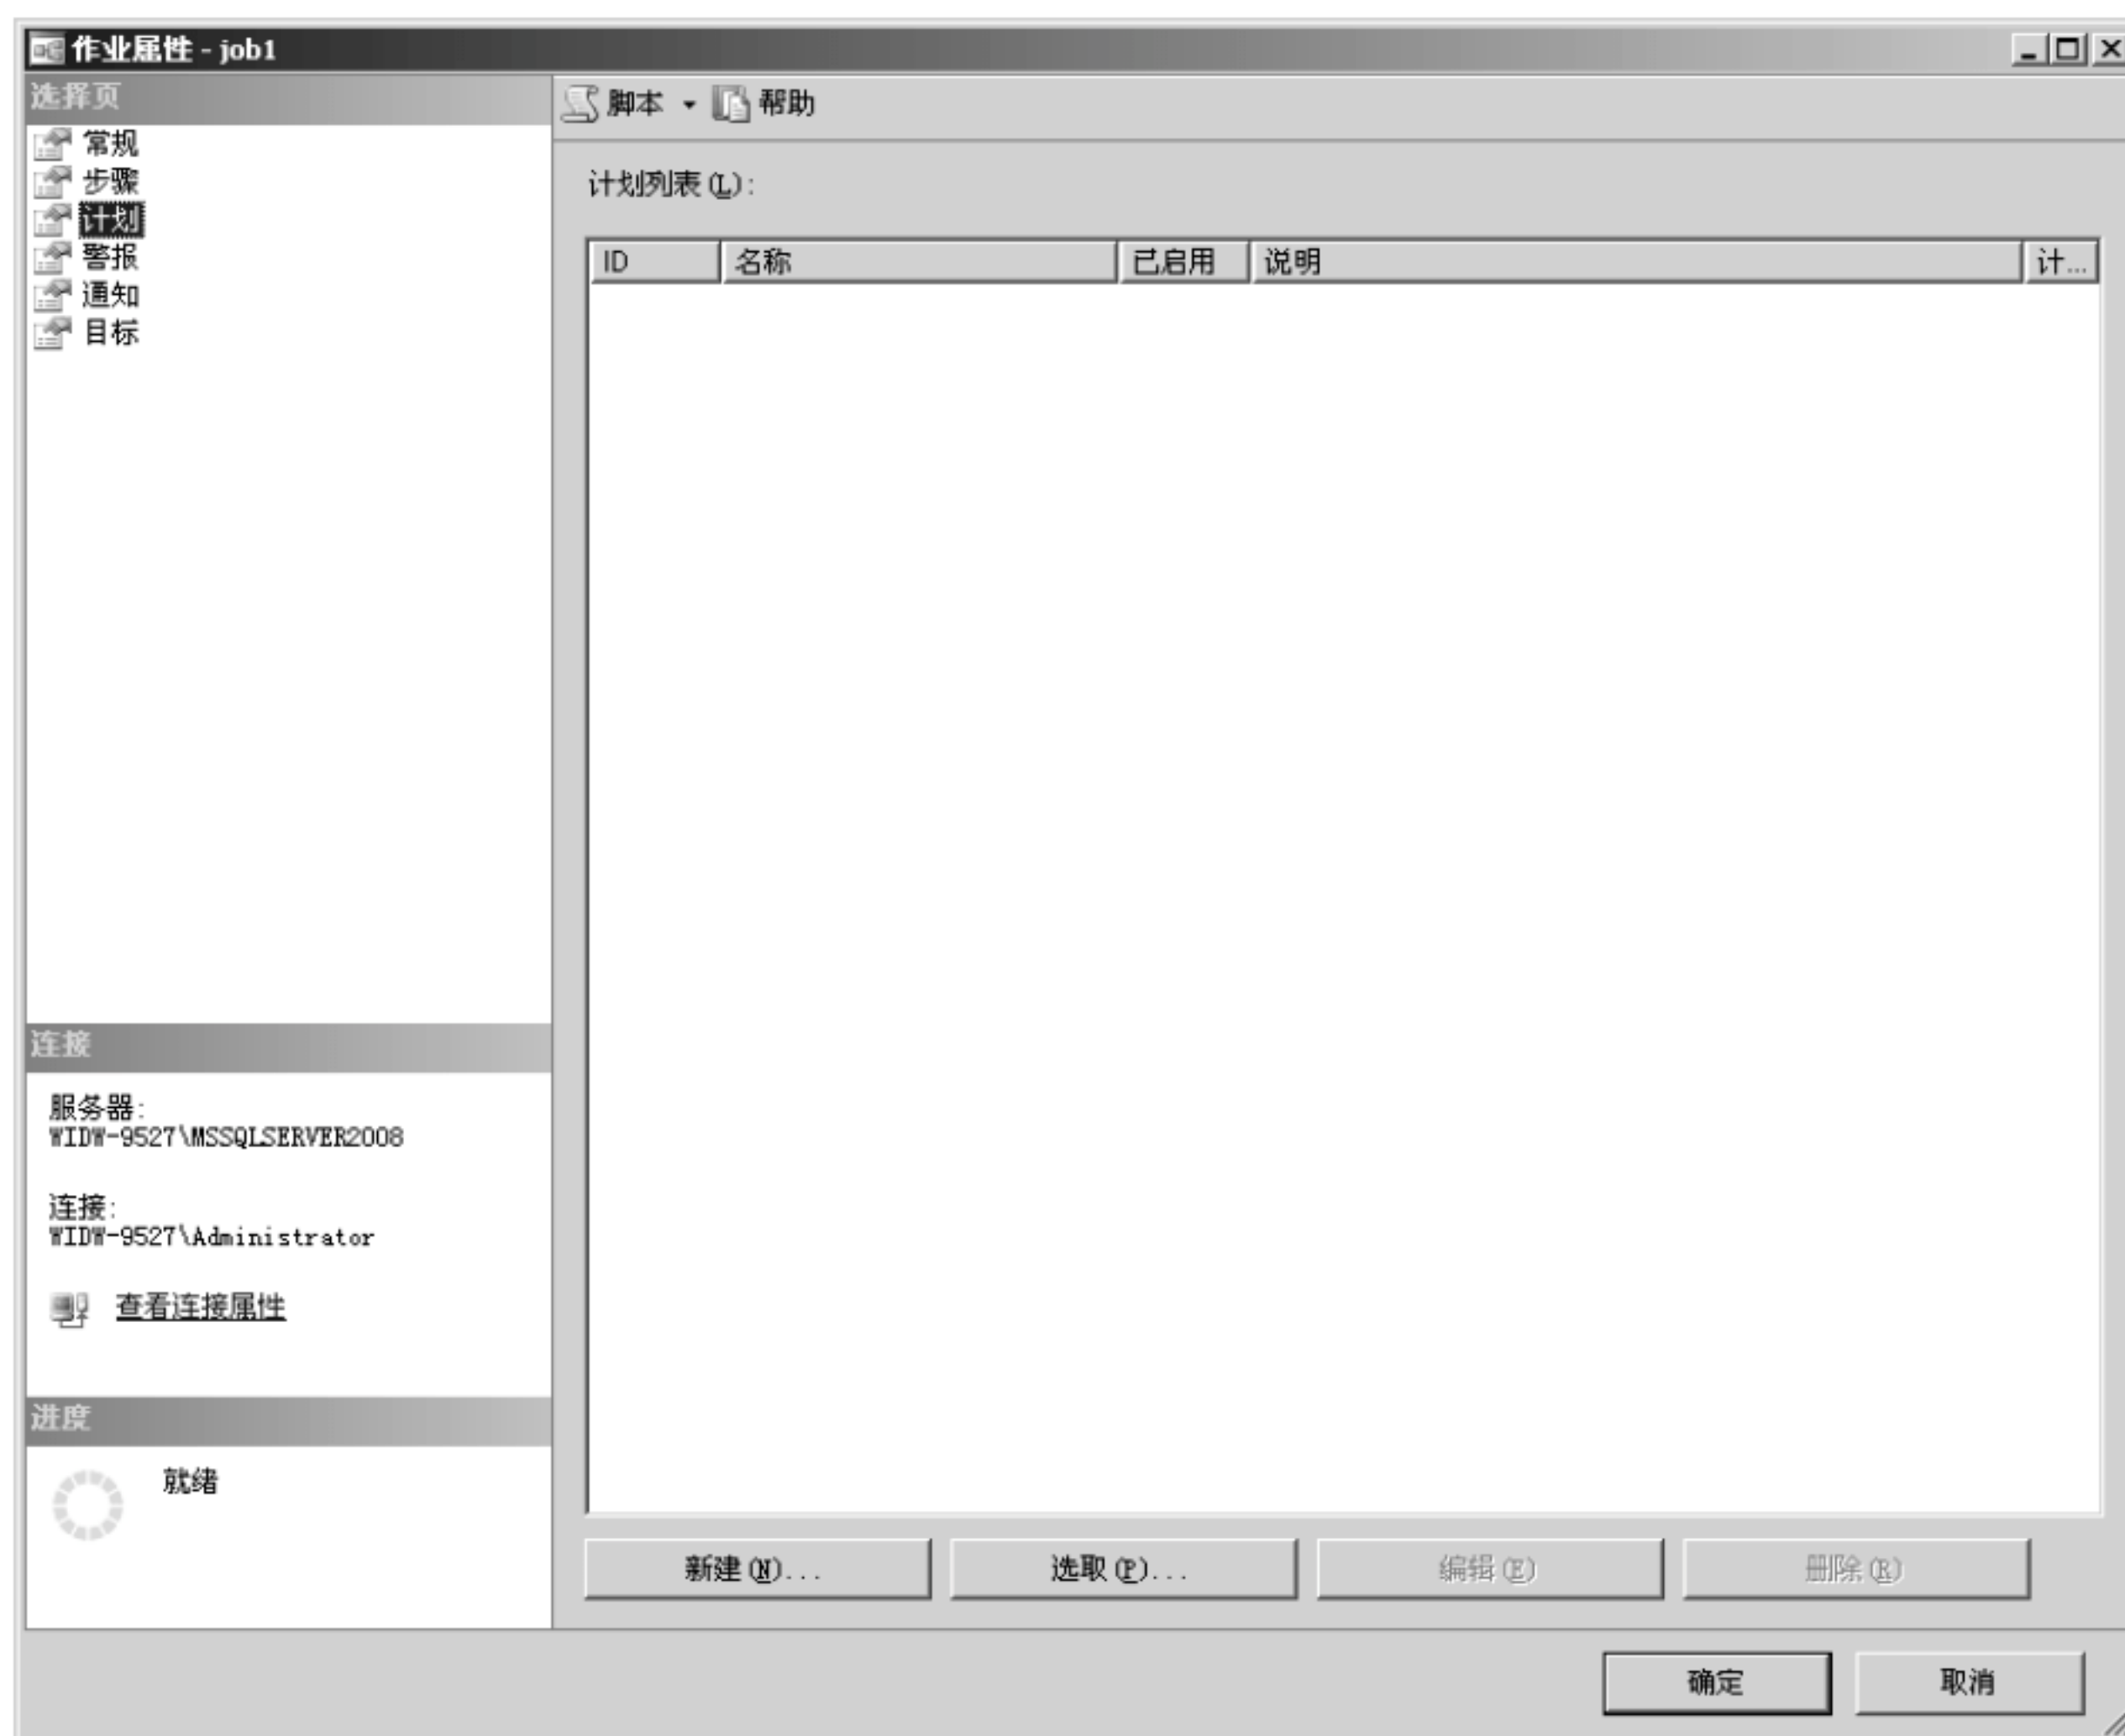 作业属性 - job1
选择页
常规
步骤
计划
警报
通知
目标
脚本 帮助
计划列表(L):
ID 名称 已启用 说明 计...
连接
服务器:
WIDW-9527\MSSQLSERVER2008
连接:
WIDW-9527\Administrator
查看连接属性
进度
就绪
新建(N)... 选取(P)... 编辑(E) 删除(R)
确定 取消